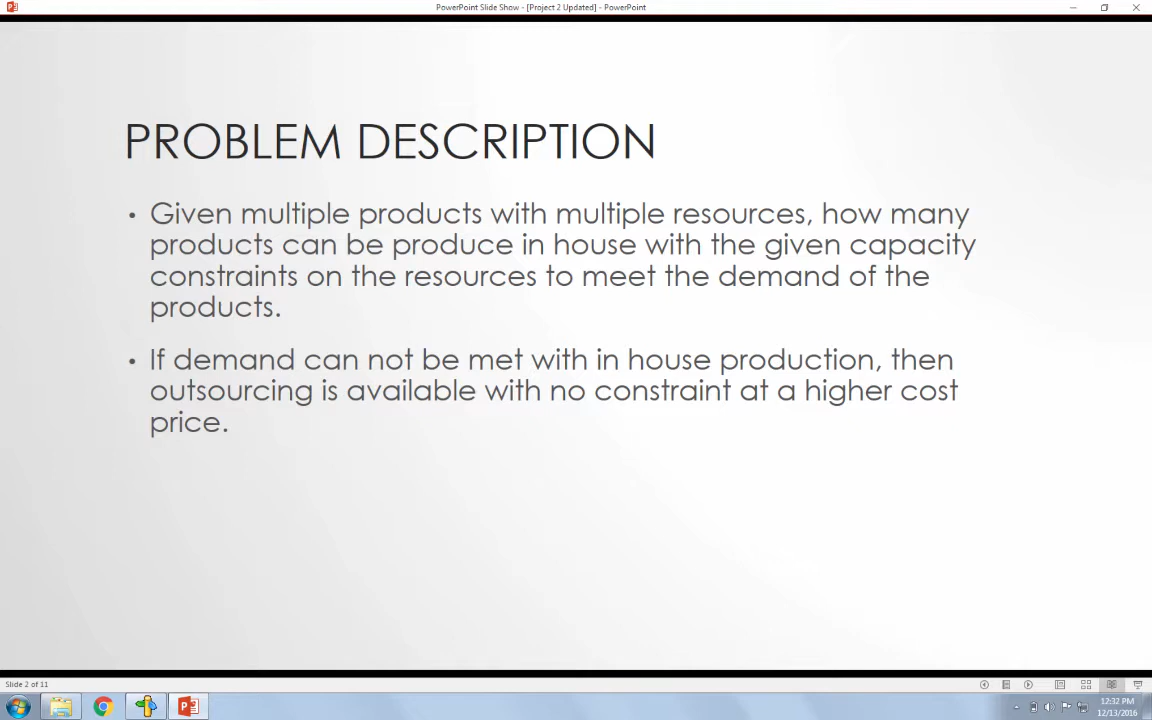 PowerPoint Slide Show - [Project 2 Updated] - PowerPoint
PROBLEM DESCRIPTION
• Given multiple products with multiple resources, how many
products can be produce in house with the given capacity
constraints on the resources to meet the demand of the
products.
• If demand can not be met with in house production, then
outsourcing is available with no constraint at a higher cost
price.
Slide 2 of 11
12:32 PM
12/13/2016